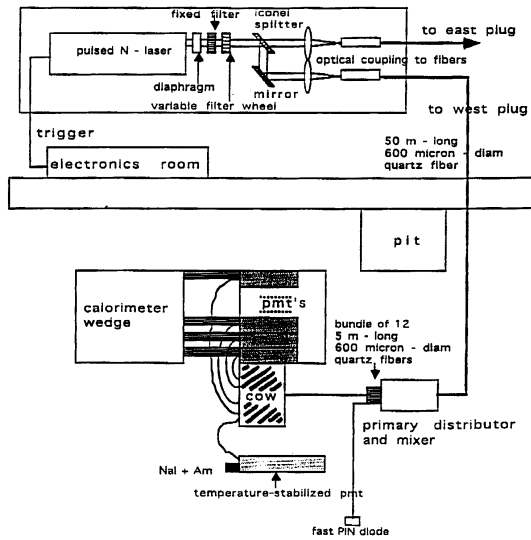 fixed filter
iconel
splitter
to east plug
pulsed N - laser
optical coupling to fibers
diaphragm
mirror
variable filter wheel
to west plug
trigger
50 m - long
600 micron - diam
quartz fiber
electronics room
pit
pmt's
calorimeter
wedge
bundle of 12
5 m - long
600 micron - diam
quartz fibers
cow
primary distributor
and mixer
NaI + Am
temperature-stabilized pmt
fast PIN diode